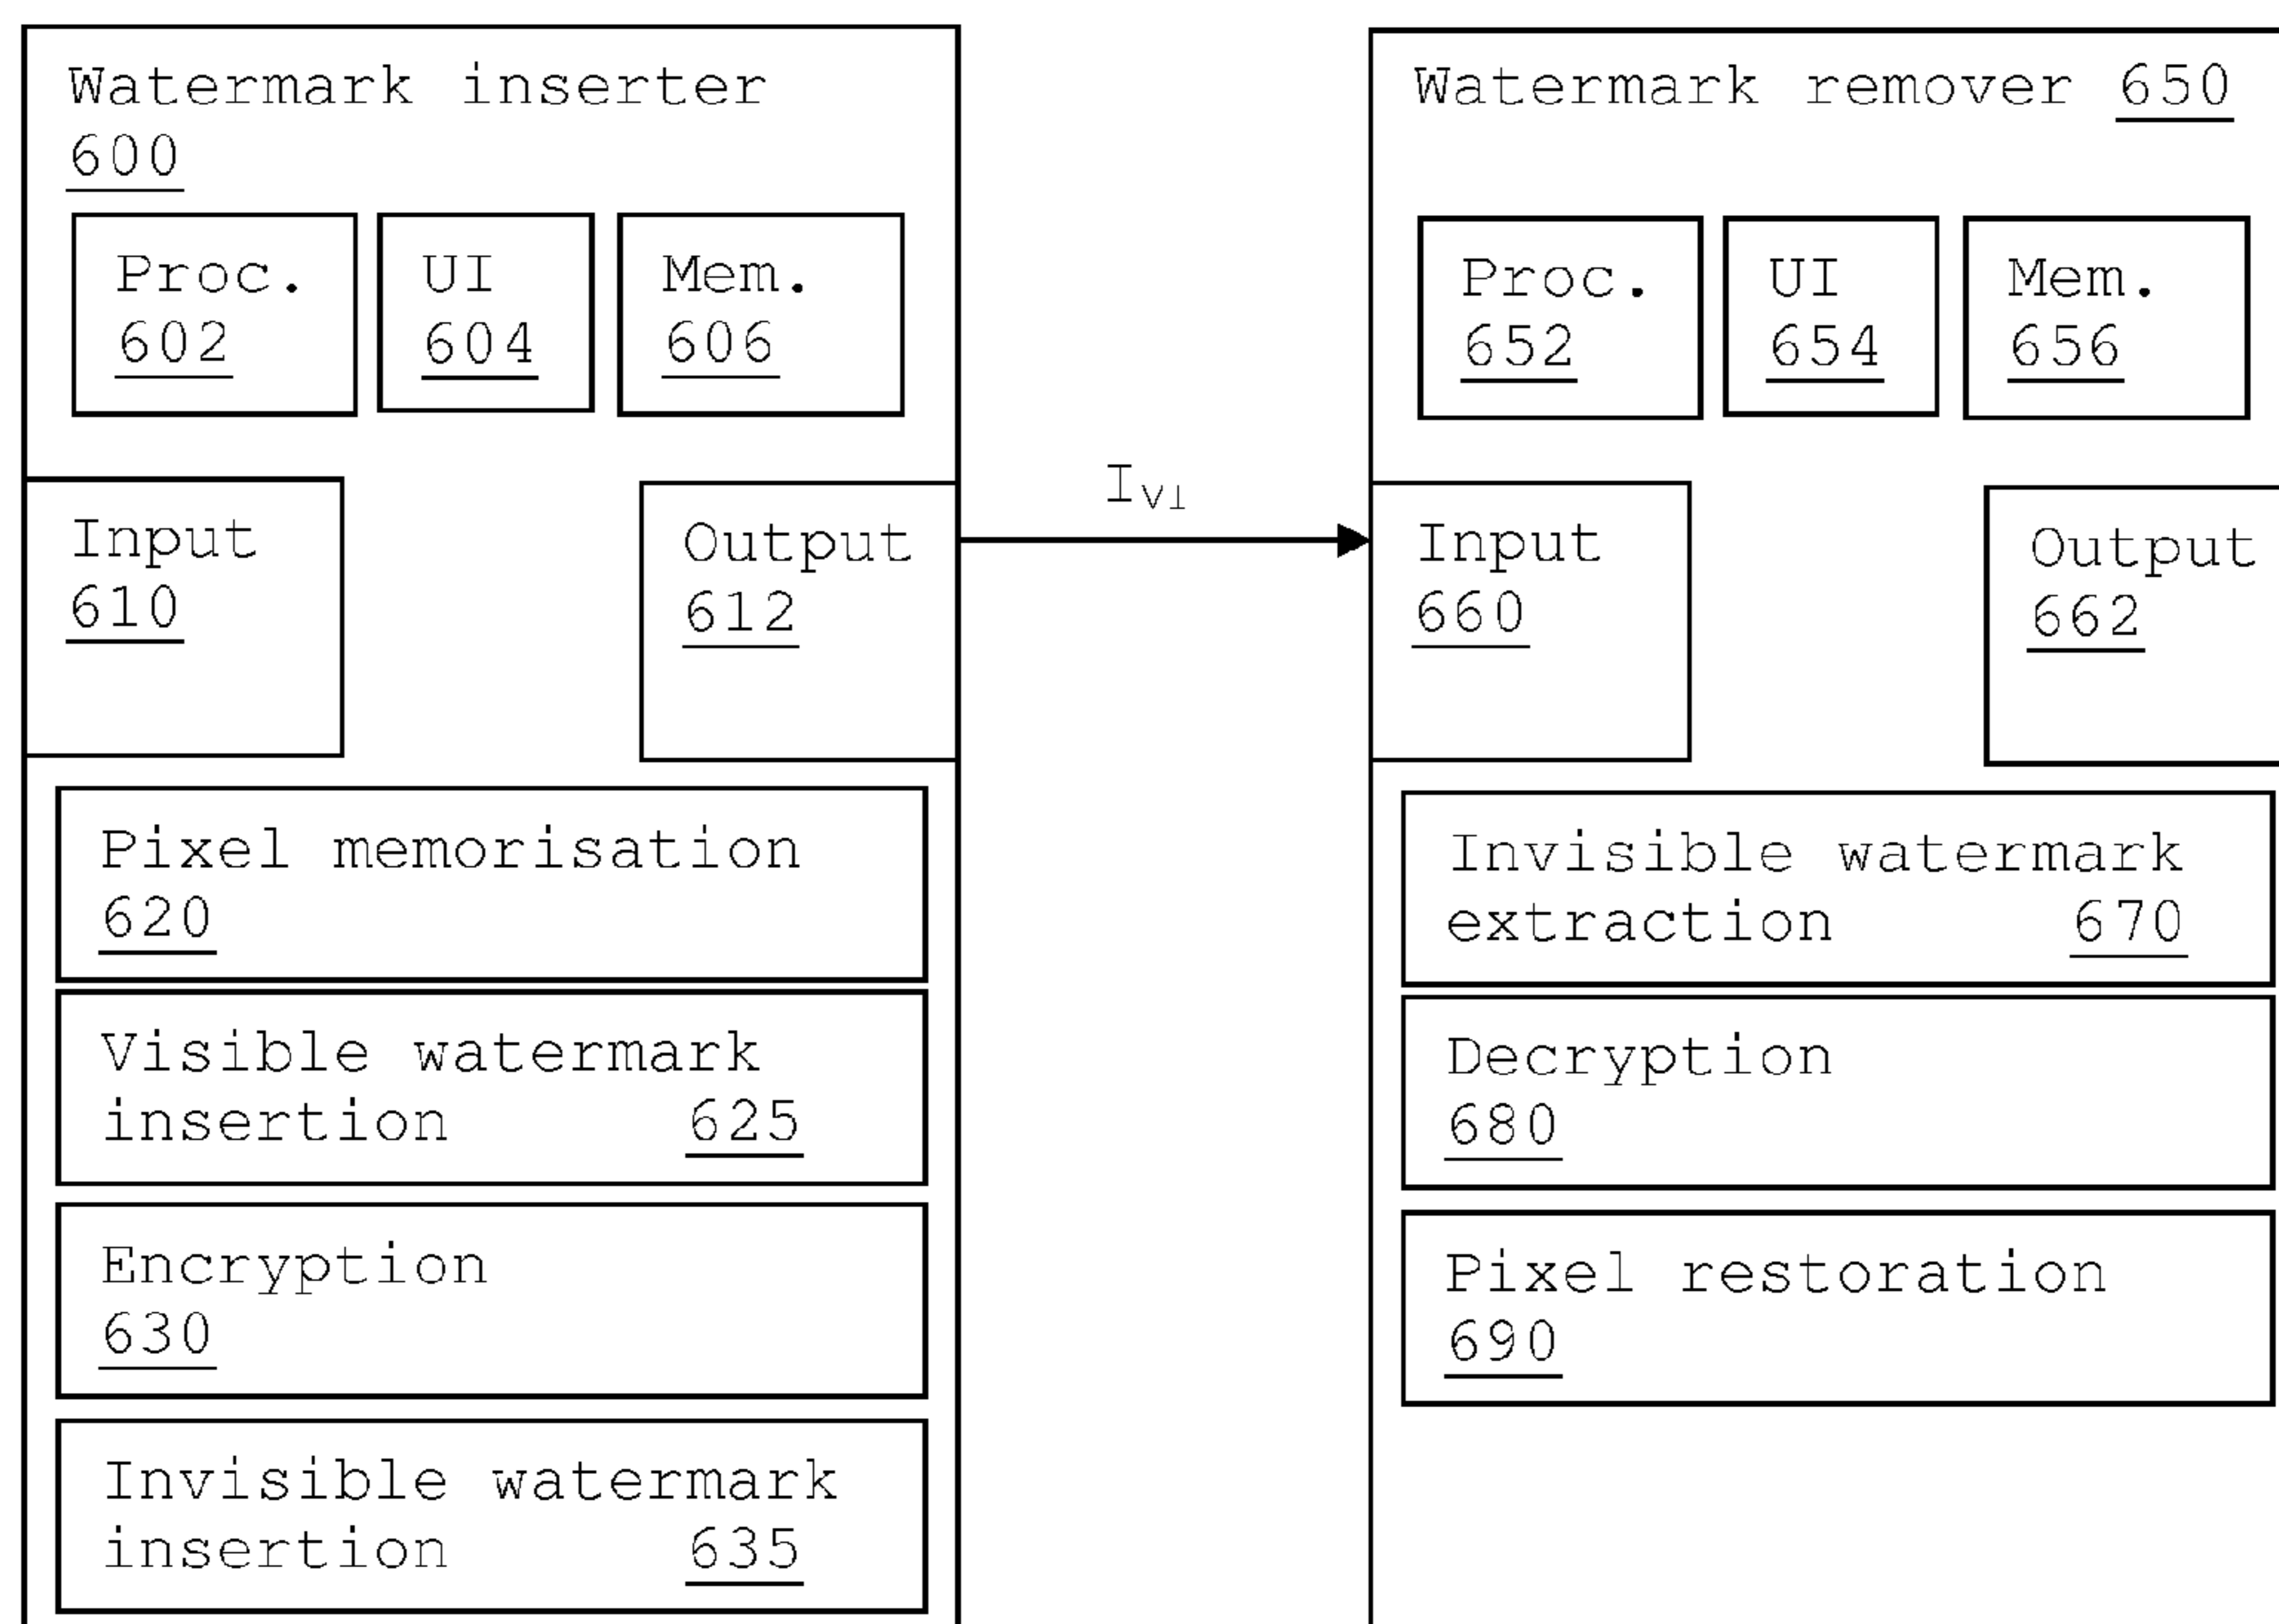 Watermark inserter
600
Proc.
602
UI
604
Mem.
606
Input
610
Output
612
Pixel memorisation
620
Visible watermark
insertion 625
Encryption
630
Invisible watermark
insertion 635
IVI
Watermark remover 650
Proc.
652
UI
654
Mem.
656
Input
660
Output
662
Invisible watermark
extraction 670
Decryption
680
Pixel restoration
690